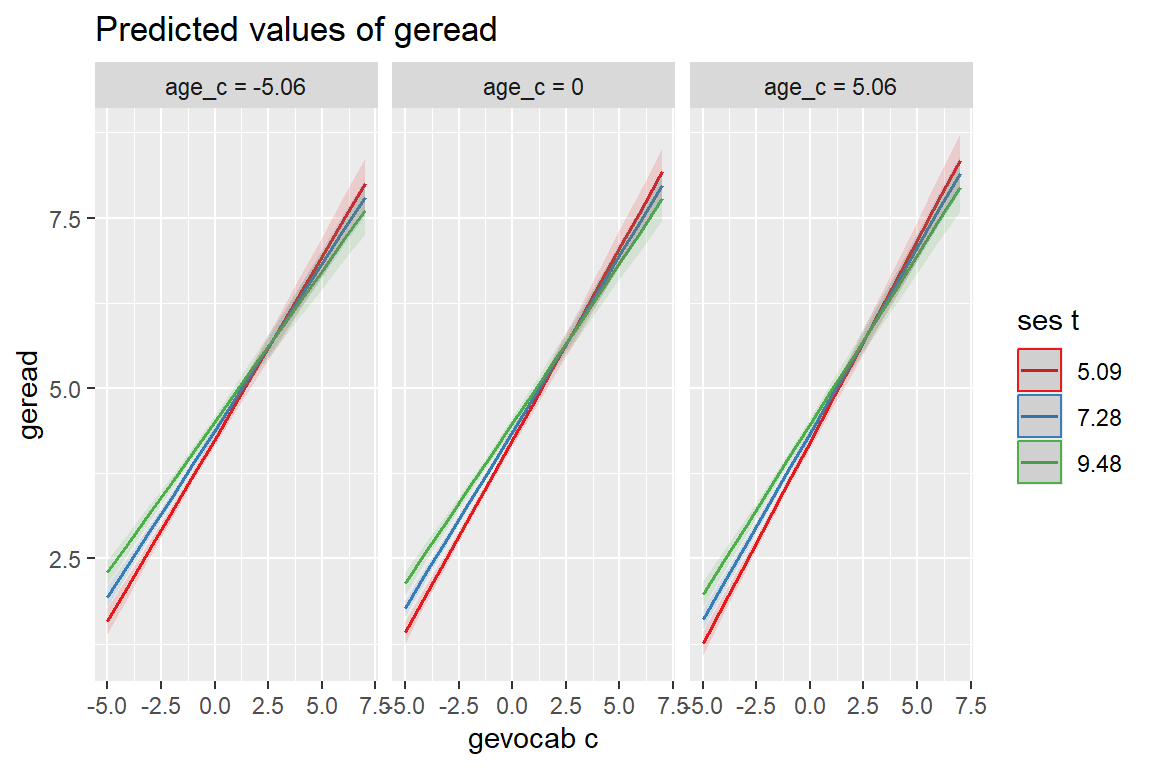 Predicted values of geread
age_c = -5.06 age_c = 0 age_c = 5.06
7.5
5.0
2.5
geread
-5.0 -2.5 0.0 2.5 5.0 7.5 -5.0 -2.5 0.0 2.5 5.0 7.5 -5.0 -2.5 0.0 2.5 5.0 7.5
gevocab c
ses t
5.09
7.28
9.48